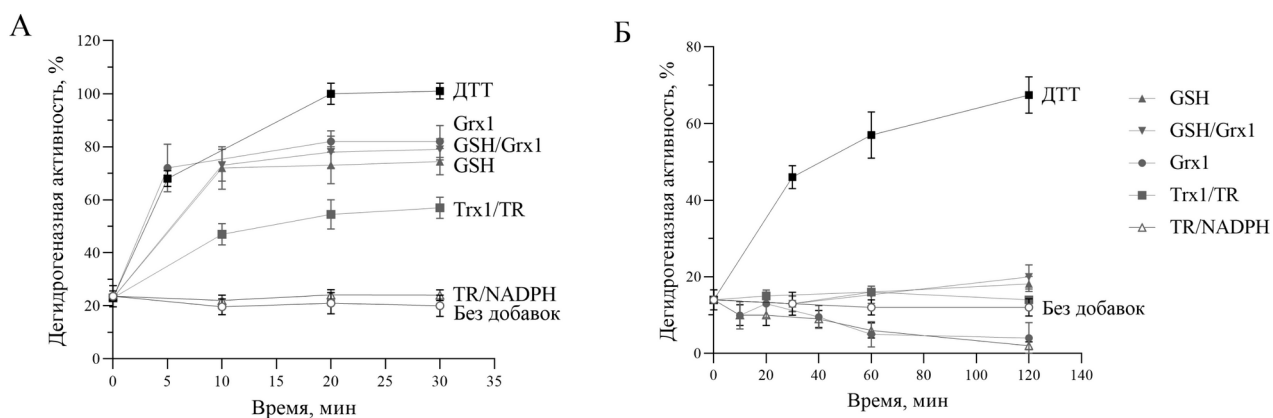 А
Дегидрогеназная активность, %
120
100
80
60
40
20
0
ДТТ
Grx1
GSH/Grx1
GSH
Trx1/TR
TR/NADPH
Без добавок
0 5 10 15 20 25 30 35
Время, мин
Б
Дегидрогеназная активность, %
80
60
40
20
0
ДТТ
Без добавок
GSH
GSH/Grx1
Grx1
Trx1/TR
TR/NADPH
0 20 40 60 80 100 120 140
Время, мин